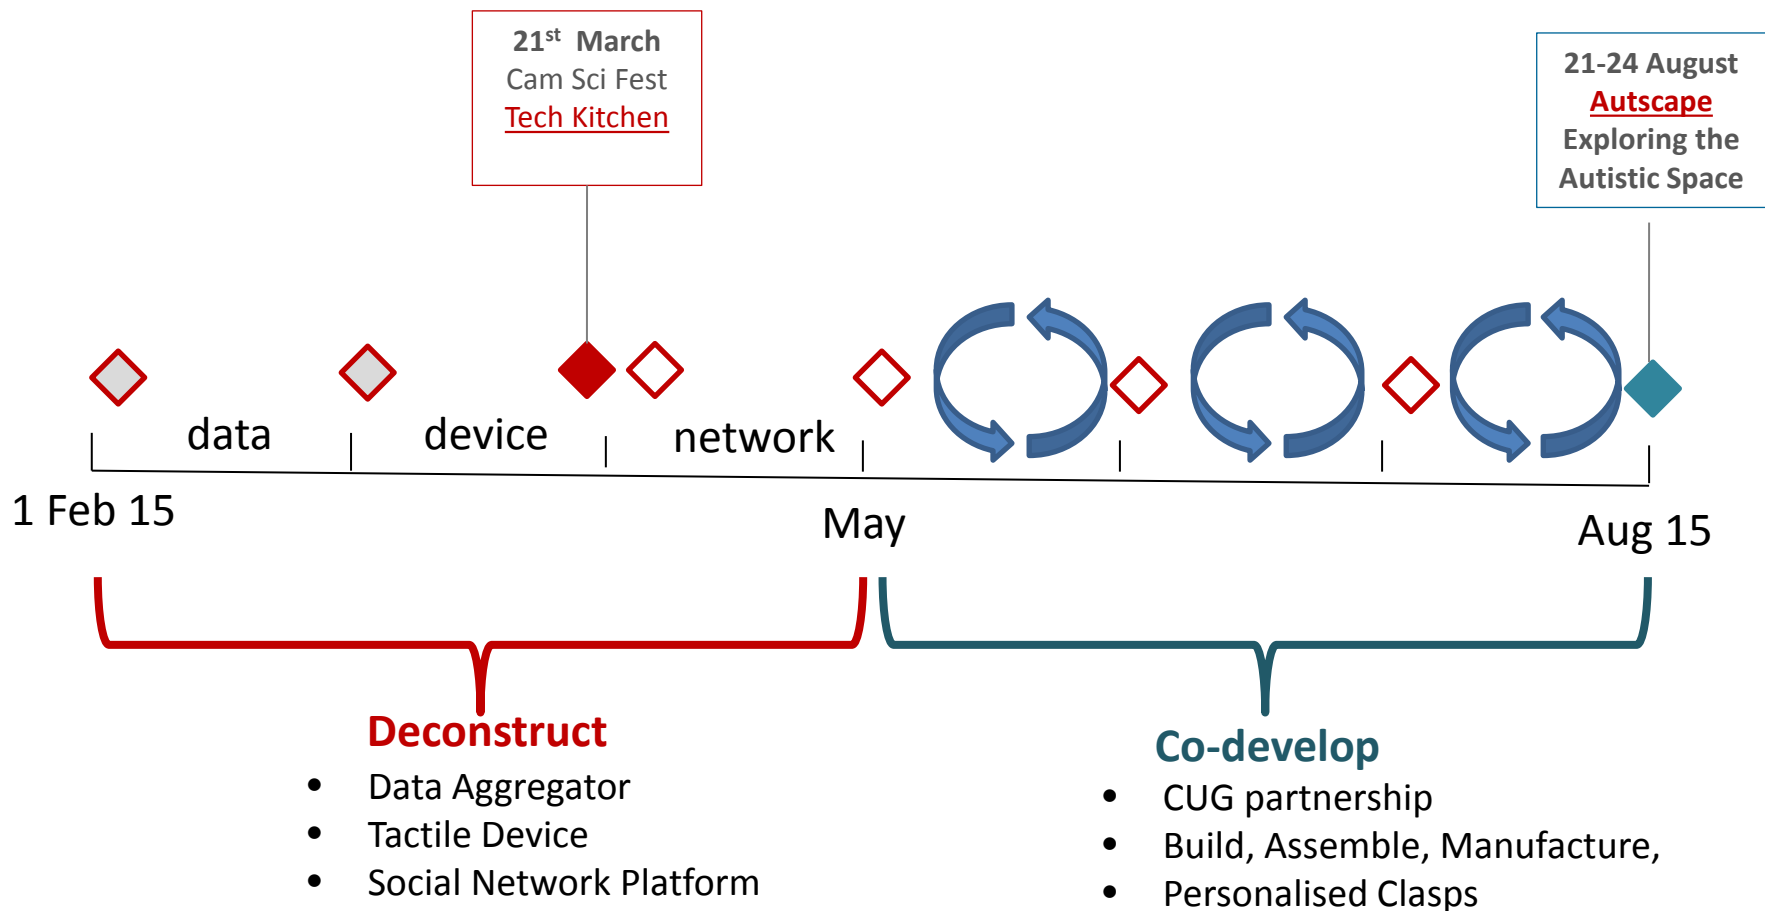 21st March
Cam Sci Fest
Tech Kitchen
21-24 August
Autscape
Exploring the
Autistic Space
data
device
network
1 Feb 15
May
Aug 15
Deconstruct
• Data Aggregator
• Tactile Device
• Social Network Platform
Co-develop
• CUG partnership
• Build, Assemble, Manufacture,
• Personalised Clasps